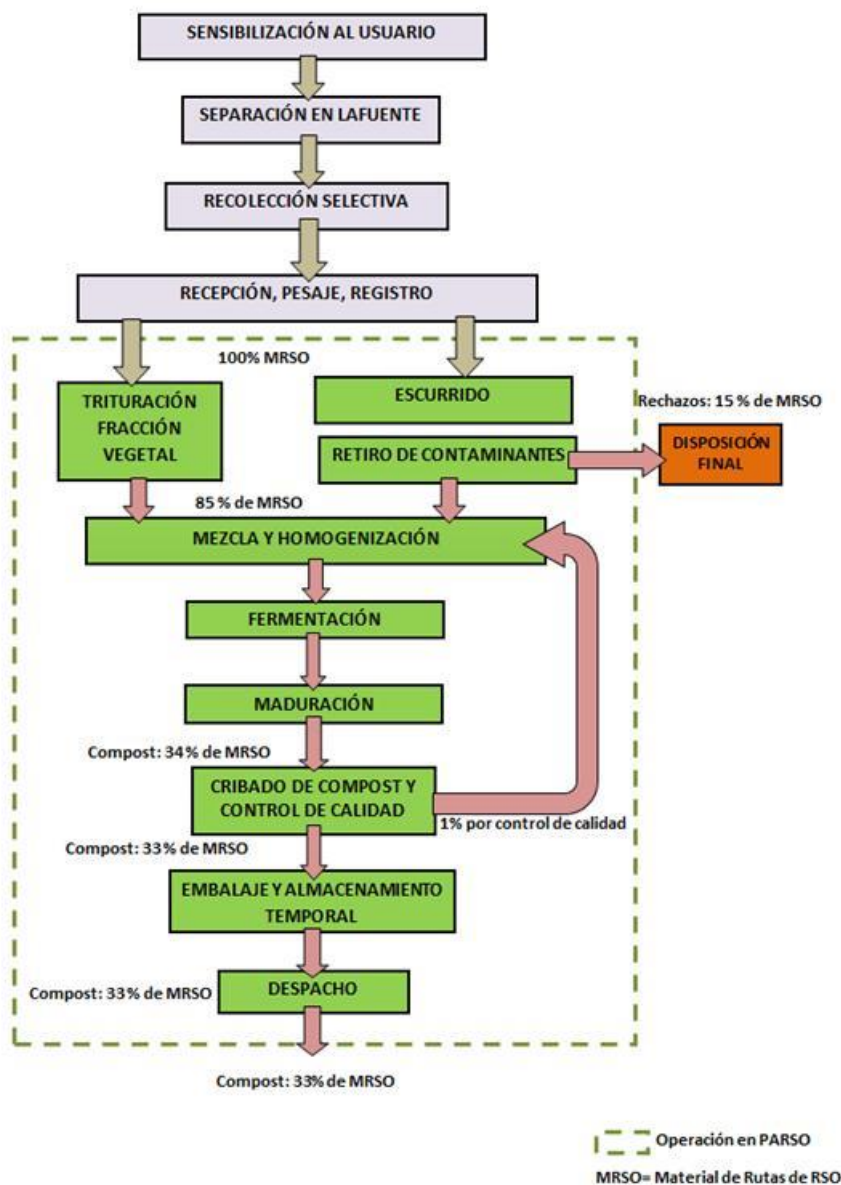 SENSIBILIZACIÓN AL USUARIO
SEPARACIÓN EN LAFUENTE
RECOLECCIÓN SELECTIVA
RECEPCIÓN, PESAJE, REGISTRO
100% MRSO
TRITURACIÓN
FRACCIÓN
VEGETAL
ESCURRIDO
Rechazos: 15 % de MRSO
RETIRO DE CONTAMINANTES
DISPOSICIÓN
FINAL
85 % de MRSO
MEZCLA Y HOMOGENIZACIÓN
FERMENTACIÓN
MADURACIÓN
Compost: 34% de MRSO
CRIBADO DE COMPOST Y
CONTROL DE CALIDAD
1% por control de calidad
Compost: 33% de MRSO
EMBALAJE Y ALMACENAMIENTO
TEMPORAL
Compost: 33% de MRSO
DESPACHO
Compost: 33% de MRSO
Operación en PARSO
MRSO= Material de Rutas de RSO